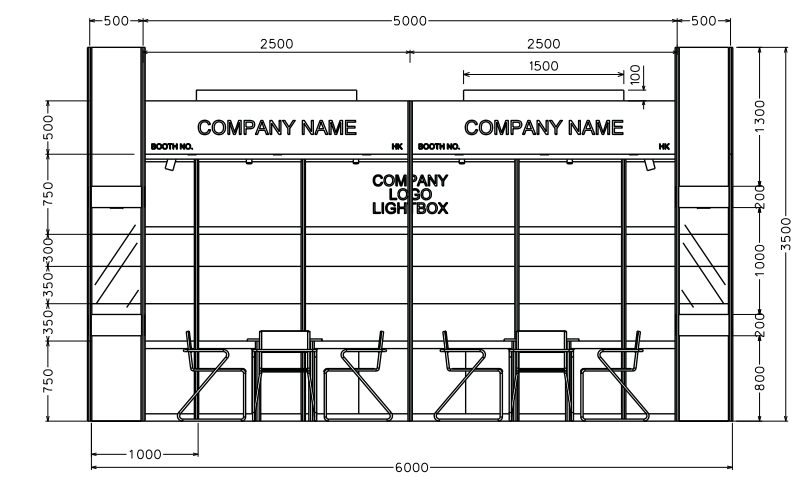 500
5000
500
2500
2500
1500
100
COMPANY NAME
COMPANY NAME
BOOTH NO.
HK
BOOTH NO.
HK
COMPANY
LOGO
LIGHTBOX
500
750
300
350
350
750
1300
200
1000
200
800
3500
1000
6000